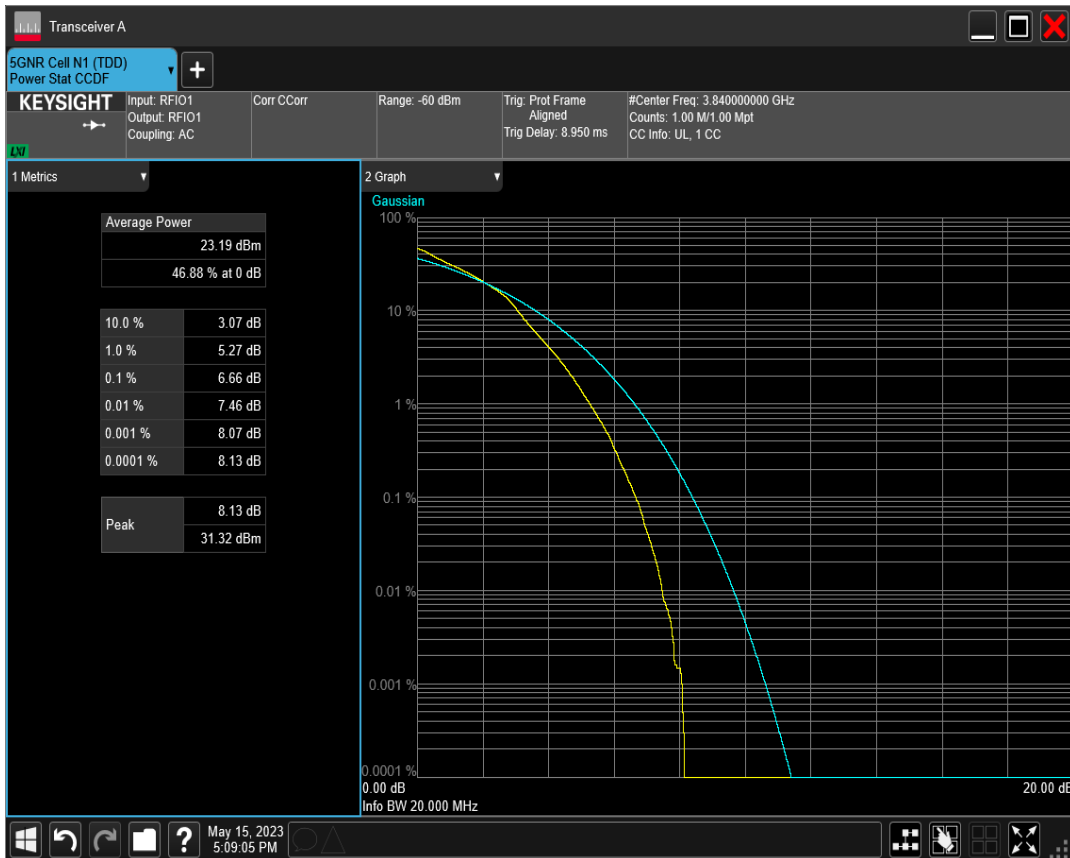 Transceiver A
5GNR Cell N1 (TDD)
Power Stat CCDF
+
KEYSIGHT
LXI
Input: RFIO1
Output: RFIO1
Coupling: AC
Corr CCorr
Range: -60 dBm
Trig: Prot Frame
Aligned
Trig Delay: 8.950 ms
#Center Freq: 3.840000000 GHz
Counts: 1.00 M/1.00 Mpt
CC Info: UL, 1 CC
1 Metrics
Average Power
23.19 dBm
46.88 % at 0 dB
10.0 % 3.07 dB
1.0 % 5.27 dB
0.1 % 6.66 dB
0.01 % 7.46 dB
0.001 % 8.07 dB
0.0001 % 8.13 dB
Peak 8.13 dB
31.32 dBm
2 Graph
Gaussian
100 %
10 %
1 %
0.1 %
0.01 %
0.001 %
0.0001 %
0.00 dB 20.00 dB
Info BW 20.000 MHz
?
May 15, 2023
5:09:05 PM